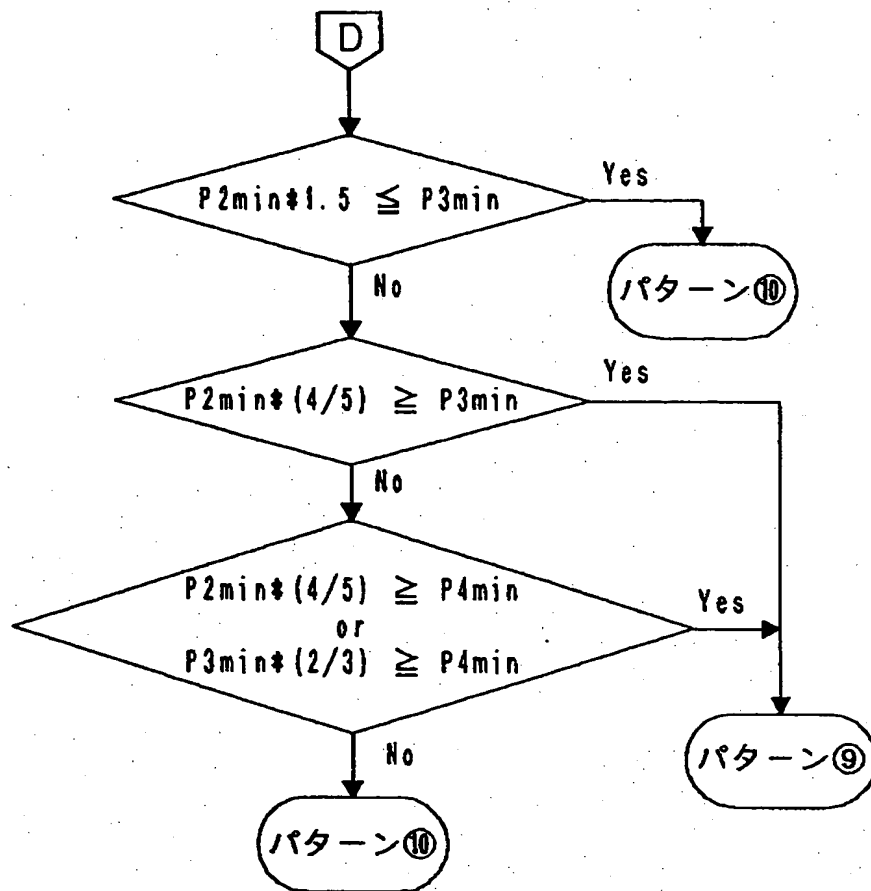 D
P2min*1.5 ≦ P3min
Yes
パターン⑩
No
P2min*(4/5) ≧ P3min
Yes
No
P2min*(4/5) ≧ P4min
or
P3min*(2/3) ≧ P4min
Yes
パターン⑨
No
パターン⑩